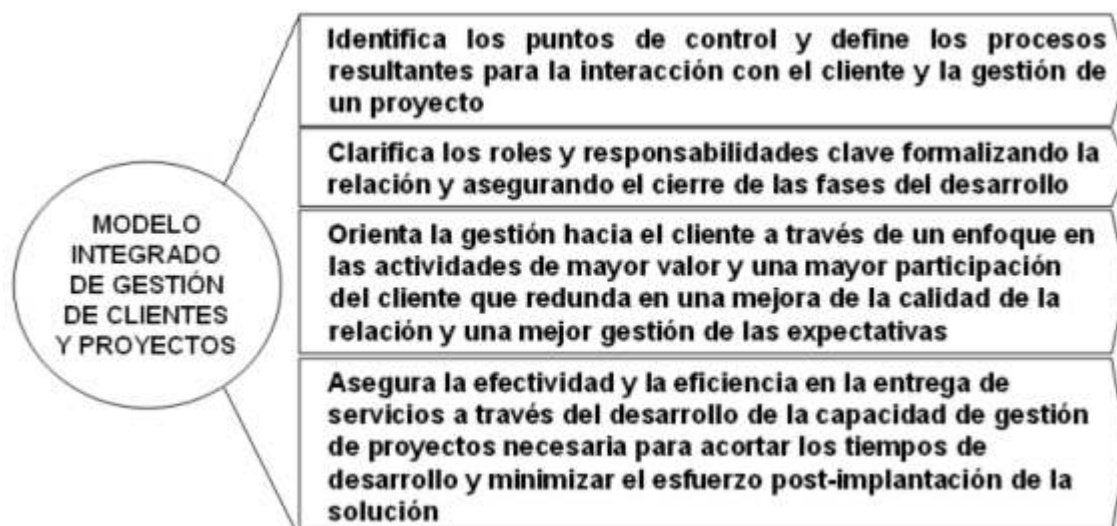 MODELO
INTEGRADO
DE GESTIÓN
DE CLIENTES
Y PROYECTOS
Identifica los puntos de control y define los procesos
resultantes para la interacción con el cliente y la gestión de
un proyecto
Clarifica los roles y responsabilidades clave formalizando la
relación y asegurando el cierre de las fases del desarrollo
Orienta la gestión hacia el cliente a través de un enfoque en
las actividades de mayor valor y una mayor participación
del cliente que redunda en una mejora de la calidad de la
relación y una mejor gestión de las expectativas
Asegura la efectividad y la eficiencia en la entrega de
servicios a través del desarrollo de la capacidad de gestión
de proyectos necesaria para acortar los tiempos de
desarrollo y minimizar el esfuerzo post-implantación de la
solución